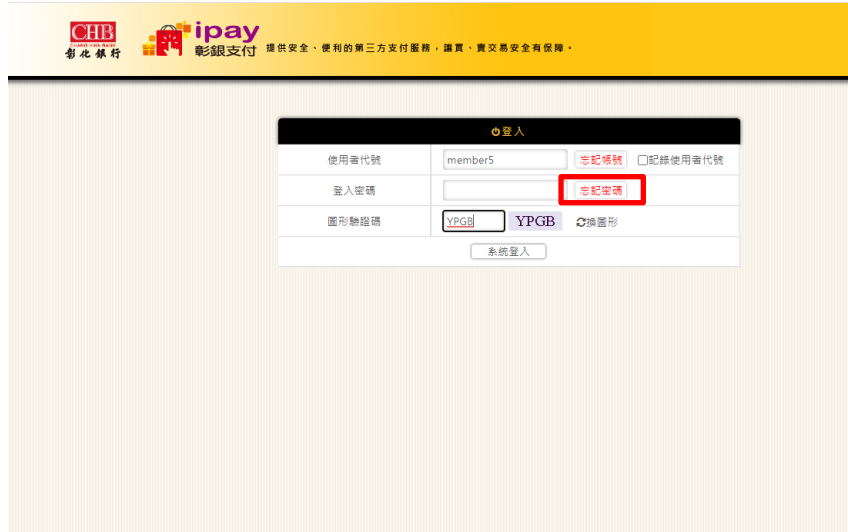 CHB
彰化銀行
ipay
彰銀支付 提供安全、便利的第三方支付服務，讓買、賣交易安全有保障。
登入
使用者代號 member5 忘記帳號 記錄使用者代號
登入密碼 忘記密碼
圖形驗證碼 YPGB YPGB 換圖形
系統登入